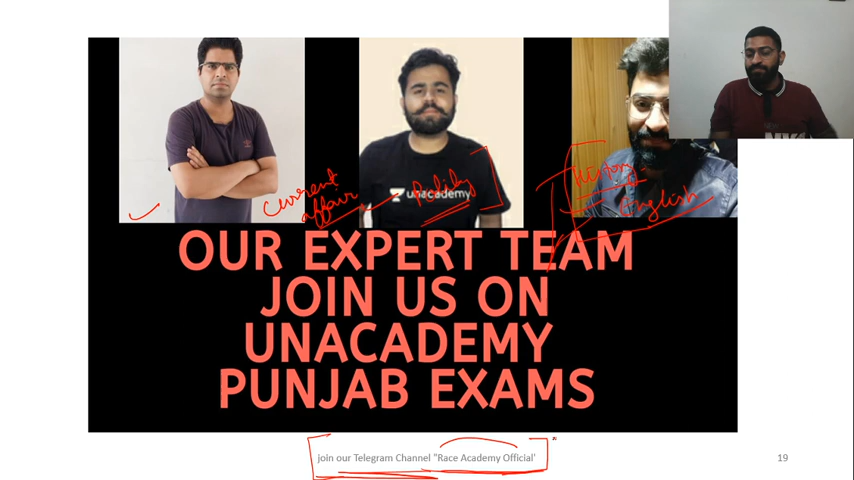 current
affair
unacademy
Polity
History
English
OUR EXPERT TEAM
JOIN US ON
UNACADEMY
PUNJAB EXAMS
join our Telegram Channel "Race Academy Official'
19